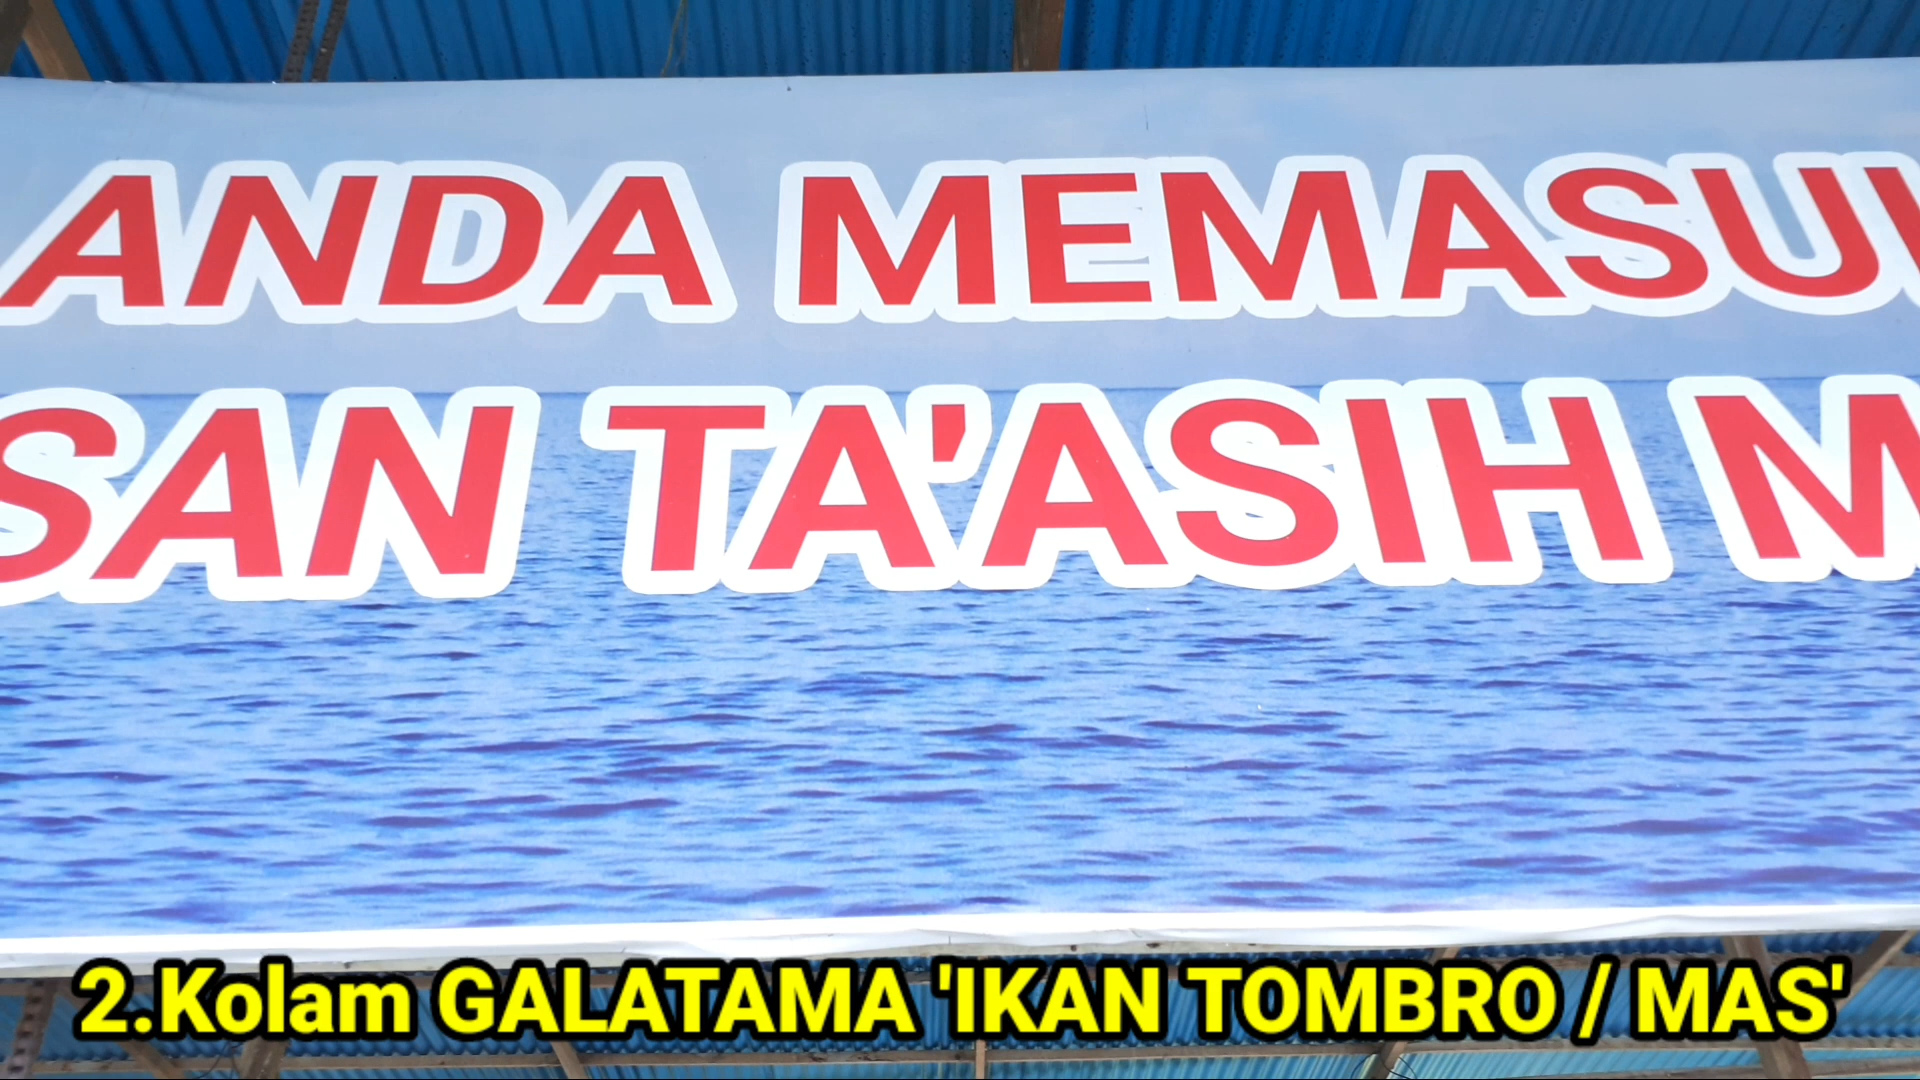 ANDA MEMASU
SAN TA'ASIH M
2.Kolam GALATAMA 'IKAN TOMBRO / MAS'